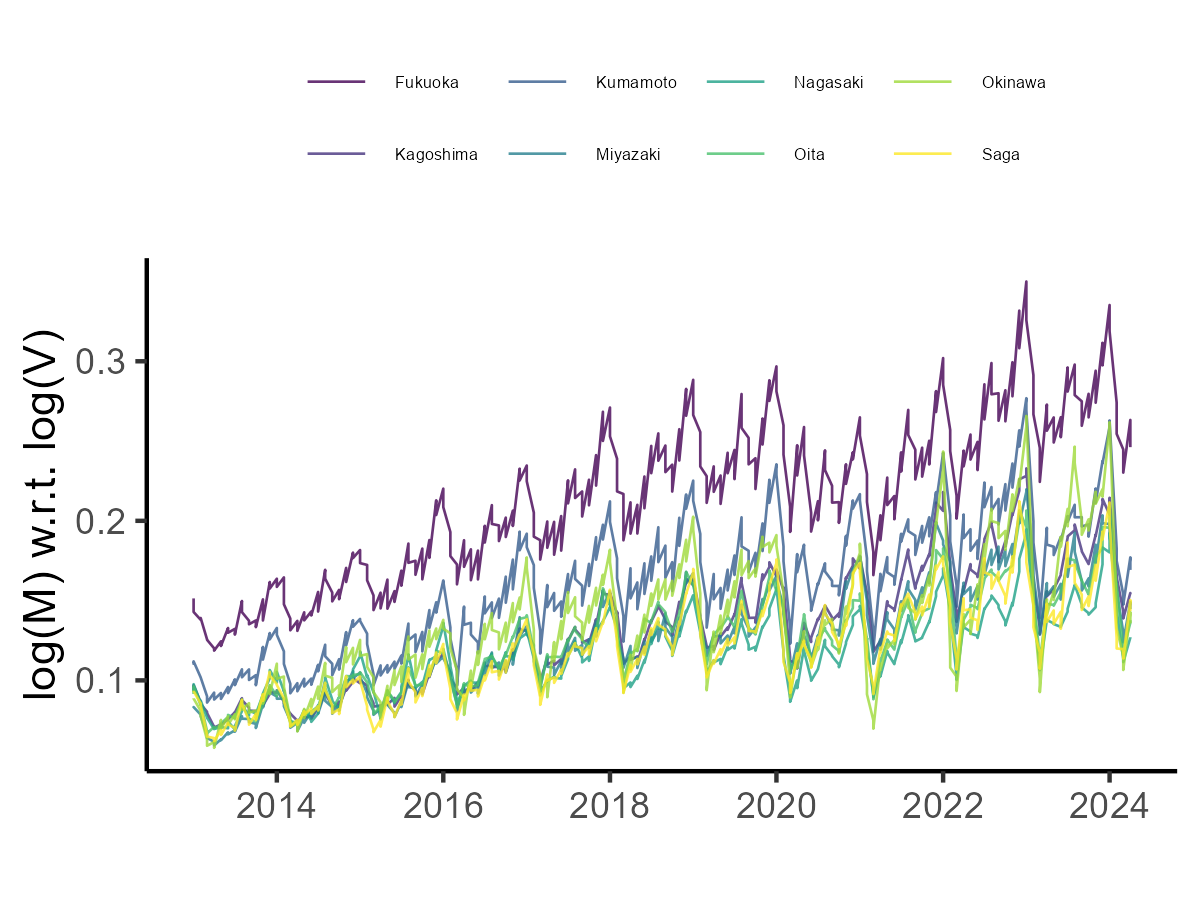 Fukuoka Kumamoto Nagasaki Okinawa
Kagoshima Miyazaki Oita Saga
log(M) w.r.t. log(V)
0.3
0.2
0.1
2014 2016 2018 2020 2022 2024